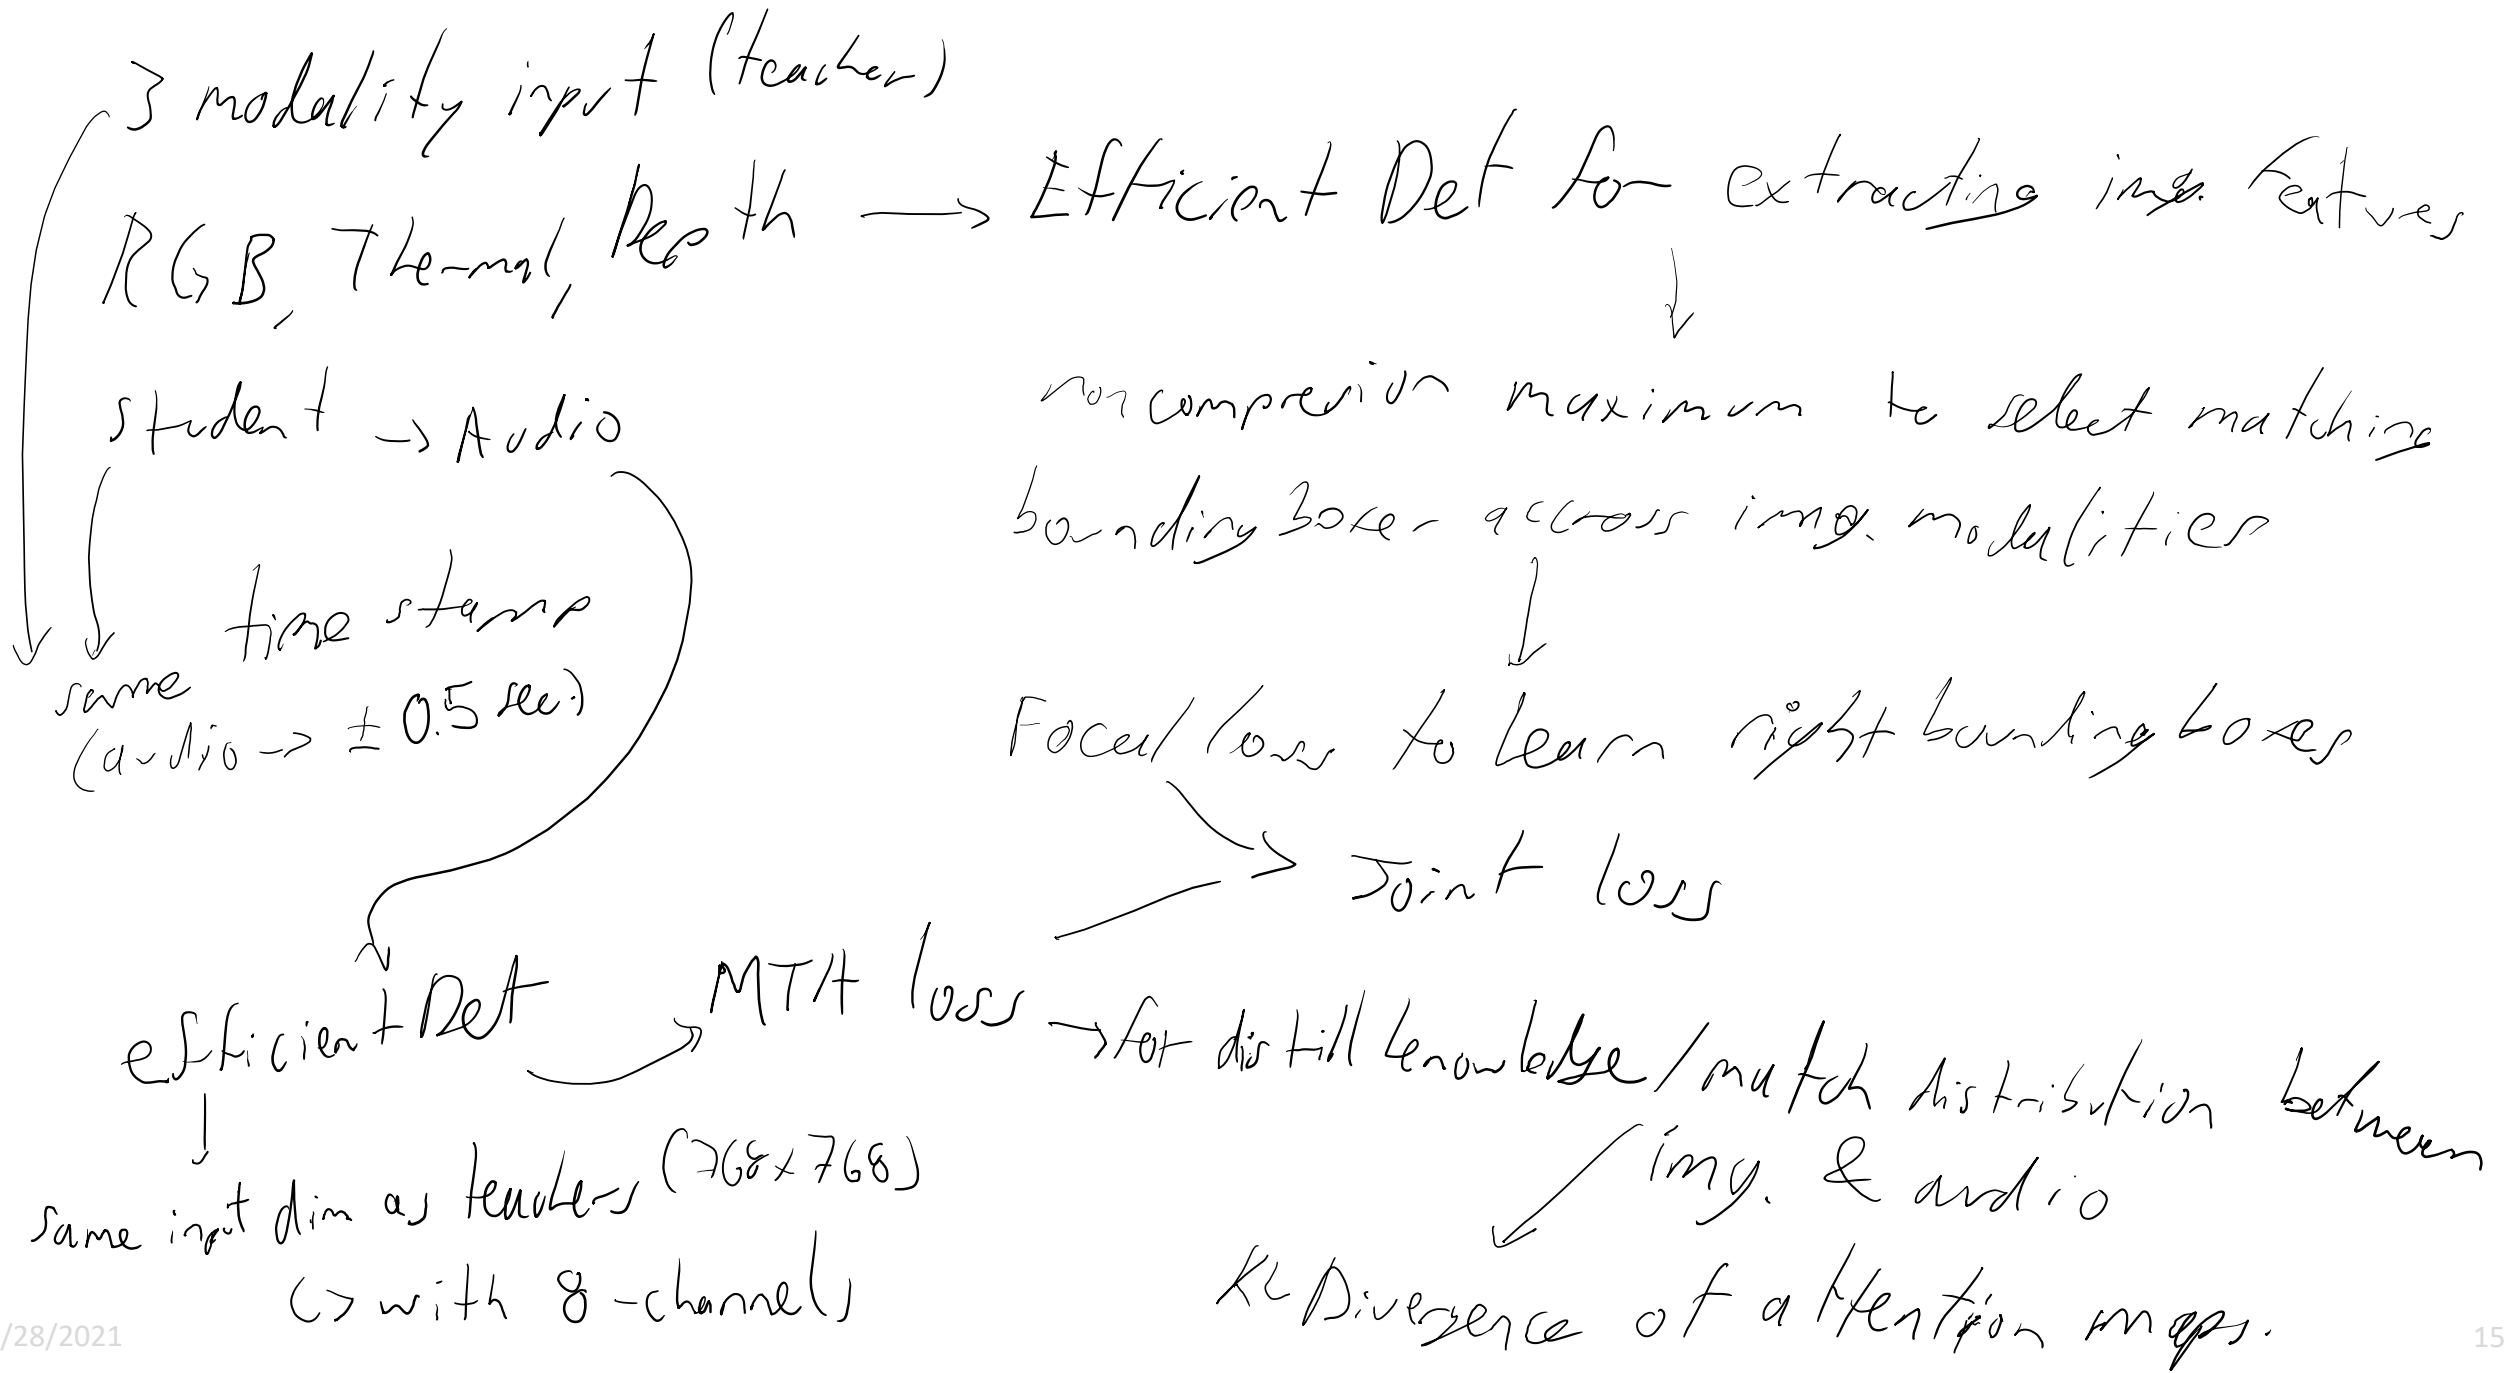 3 modality input (teacher)
RGB, Thermal, Depth → EfficientDet for extracting img. features
student → Audio
non compression maximum to select matching
bounding boxes accross img. modalities
same time stamp
(audio → ± 0.5 sec.)
Focal loss to learn right bounding boxes
Joint loss
efficientDet
MTA loss → for distill knowledge/match distribution between
img. & audio
same input dim as teachers (768x768)
↳ with 8-channels
KL Divergence of attention maps.
/28/2021
15